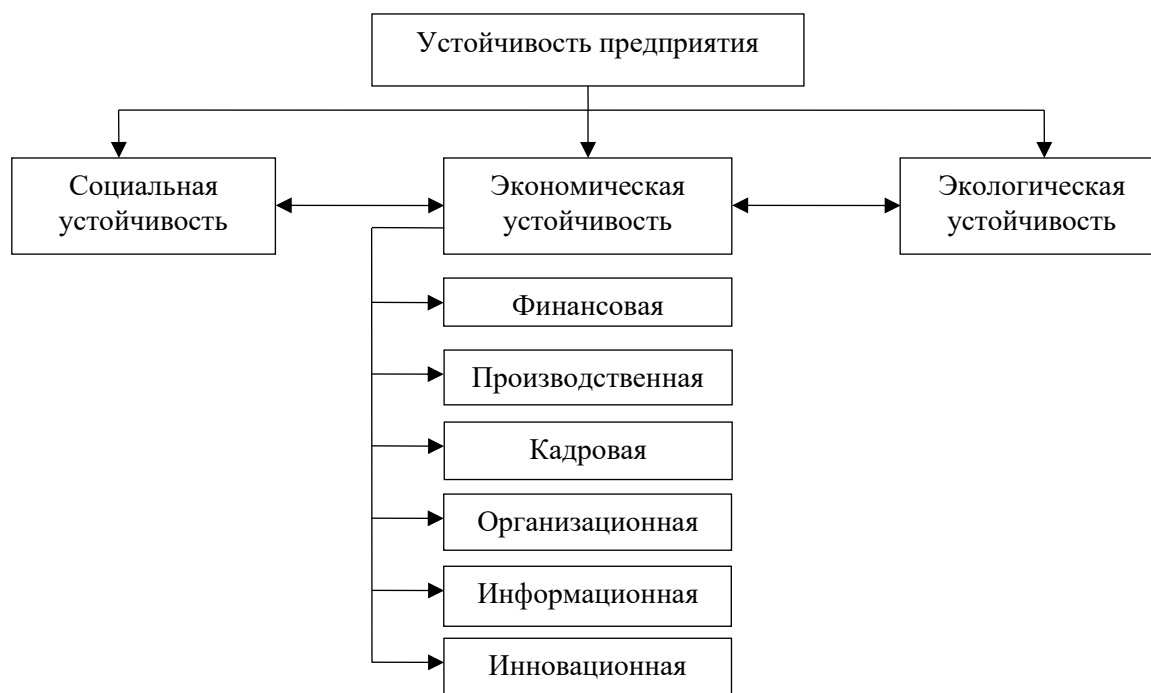 Устойчивость предприятия
Социальная
устойчивость
Экономическая
устойчивость
Экологическая
устойчивость
Финансовая
Производственная
Кадровая
Организационная
Информационная
Инновационная